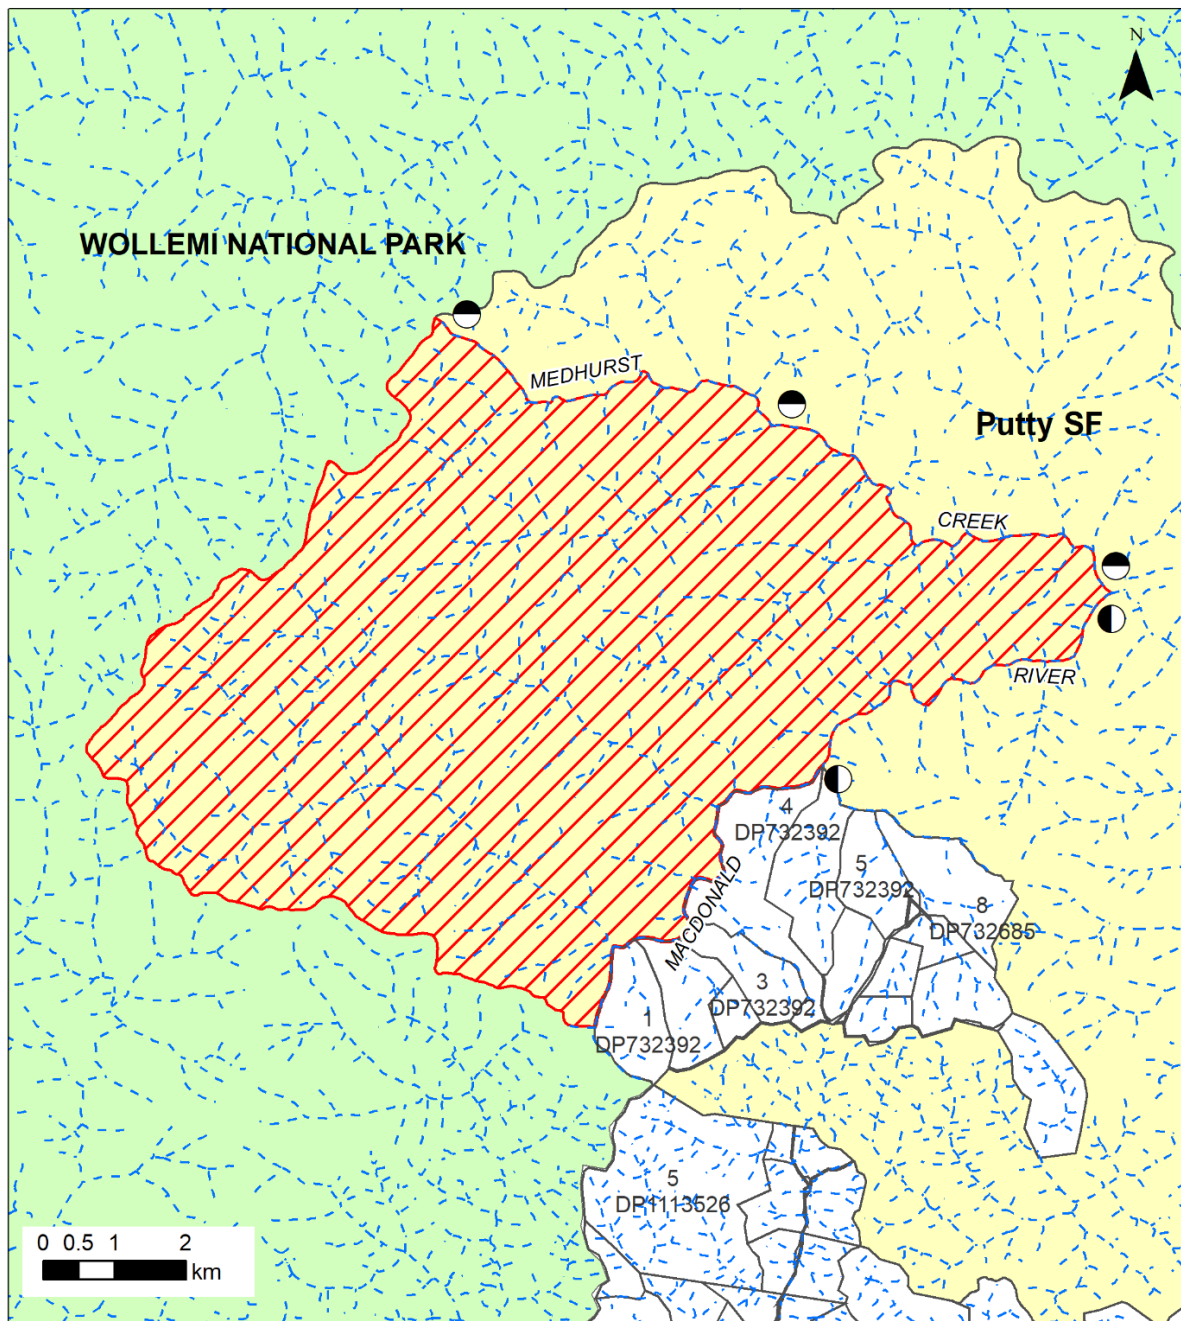 N
WOLLEMI NATIONAL PARK
MEDHURST
Putty SF
CREEK
RIVER
4
DP732392
5
DP732392
MACDONALD
8
DP732685
3
DP732392
1
DP732392
5
DP1113526
0 0.5 1 2
km